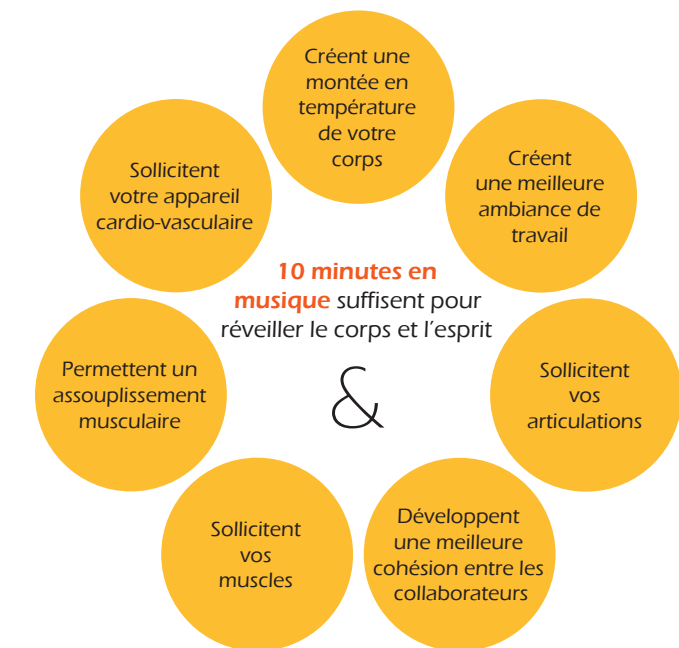 Créent une
montée en
température
de votre
corps
Créent
une meilleure
ambiance de
travail
Sollicitent
vos
articulations
Développent
une meilleure
cohésion entre les
collaborateurs
Sollicitent
vos
muscles
Permettent un
assouplissement
musculaire
Sollicitent
votre appareil
cardio-vasculaire
10 minutes en
musique suffisent pour
réveiller le corps et l'esprit
&